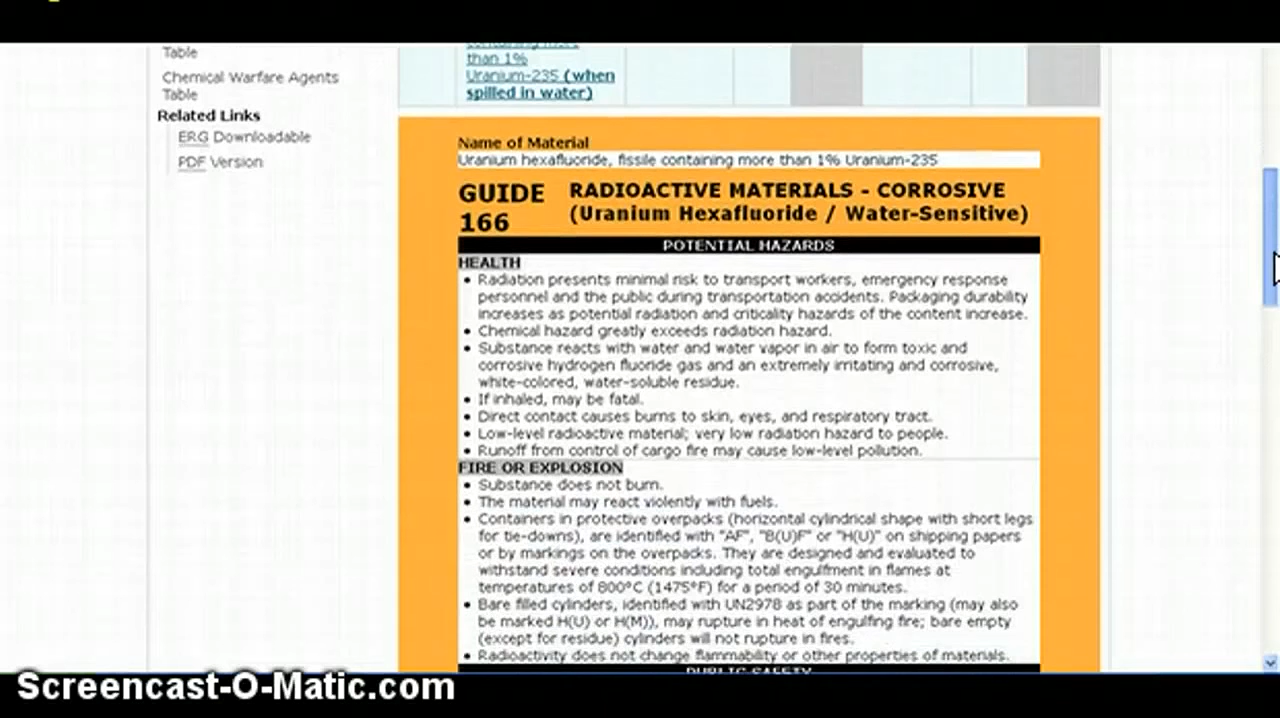 Table
Chemical Warfare Agents
Table
Related Links
ERG Downloadable
PDF Version
containing more
than 1%
Uranium-235 (when
spilled in water)
Name of Material
Uranium hexafluoride, fissile containing more than 1% Uranium-235
GUIDE
166
RADIOACTIVE MATERIALS - CORROSIVE
(Uranium Hexafluoride / Water-Sensitive)
POTENTIAL HAZARDS
HEALTH
• Radiation presents minimal risk to transport workers, emergency response
personnel and the public during transportation accidents. Packaging durability
increases as potential radiation and criticality hazards of the content increase.
• Chemical hazard greatly exceeds radiation hazard.
• Substance reacts with water and water vapor in air to form toxic and
corrosive hydrogen fluoride gas and an extremely irritating and corrosive,
white-colored, water-soluble residue.
• If inhaled, may be fatal.
• Direct contact causes burns to skin, eyes, and respiratory tract.
• Low-level radioactive material; very low radiation hazard to people.
• Runoff from control of cargo fire may cause low-level pollution.
FIRE OR EXPLOSION
• Substance does not burn.
• The material may react violently with fuels.
• Containers in protective overpacks (horizontal cylindrical shape with short legs
for tie-downs), are identified with "AF", "B(U)F" or "H(U)" on shipping papers
or by markings on the overpacks. They are designed and evaluated to
withstand severe conditions including total engulfment in flames at
temperatures of 800°C (1475°F) for a period of 30 minutes.
• Bare filled cylinders, identified with UN2978 as part of the marking (may also
be marked H(U) or H(M)), may rupture in heat of engulfing fire; bare empty
(except for residue) cylinders will not rupture in fires.
• Radioactivity does not change flammability or other properties of materials.
PUBLIC SAFETY
Screencast-O-Matic.com